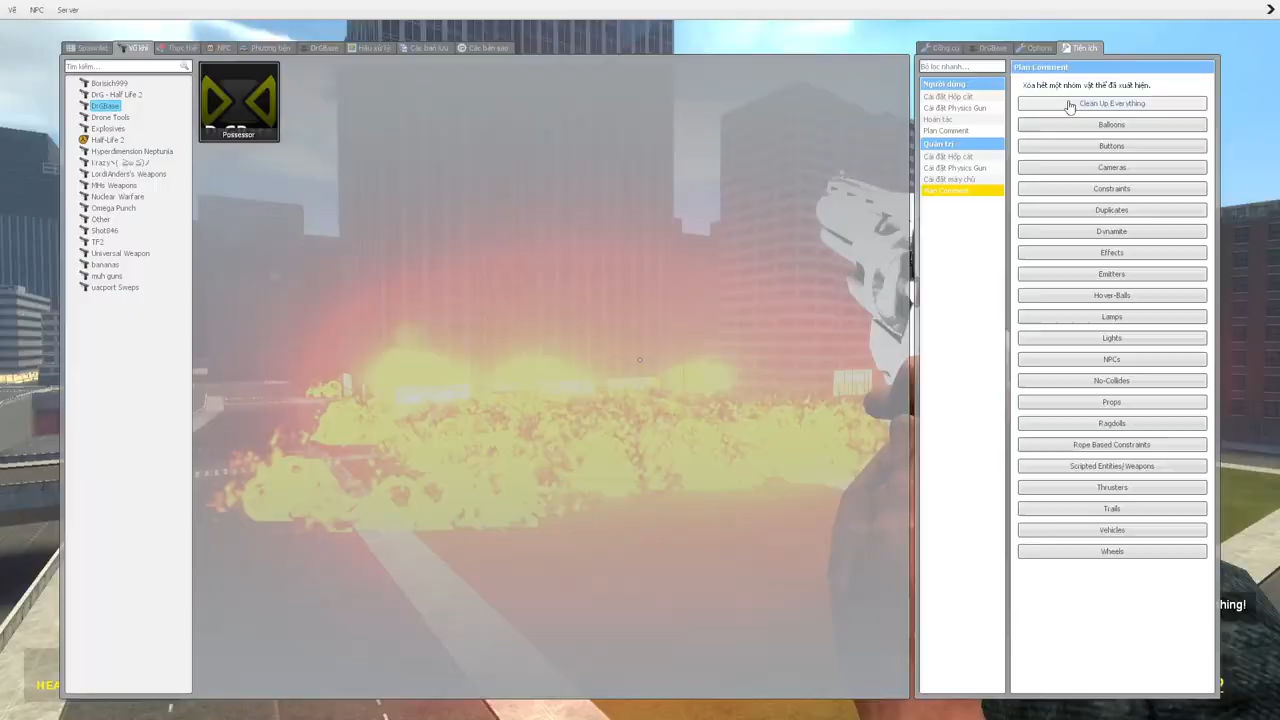 Vẽ NPC Server
Spawnlist Vũ khí Thực thể NPC Phương tiện DrGBase Hậu xử lý Các bạn lưu Các bản sao
Công cụ DrGBase Options Tiện ích
Tìm kiếm...
Borisich999
DrG - Half Life 2
DrGBase
Drone Tools
Explosives
Half-Life 2
Hyperdimension Neptunia
LordiAnders's Weapons
MHs Weapons
Nuclear Warfare
Omega Punch
Other
Shot846
TF2
Universal Weapon
bananas
muh guns
uacport Sweps
Possessor
Bộ lọc nhanh...
Người dùng
Cài đặt Hộp cát
Cài đặt Physics Gun
Hoàn tác
Plan Comment
Quản trị
Cài đặt Hộp cát
Cài đặt Physics Gun
Cài đặt máy chủ
Plan Comment
Plan Comment
Xóa hết một nhóm vật thể đã xuất hiện.
Clean Up Everything
Balloons
Buttons
Cameras
Constraints
Duplicates
Dynamite
Effects
Emitters
Hover-Balls
Lamps
Lights
NPCs
No-Collides
Props
Ragdolls
Rope Based Constraints
Scripted Entities/Weapons
Thrusters
Trails
Vehicles
Wheels
hing!
HEA